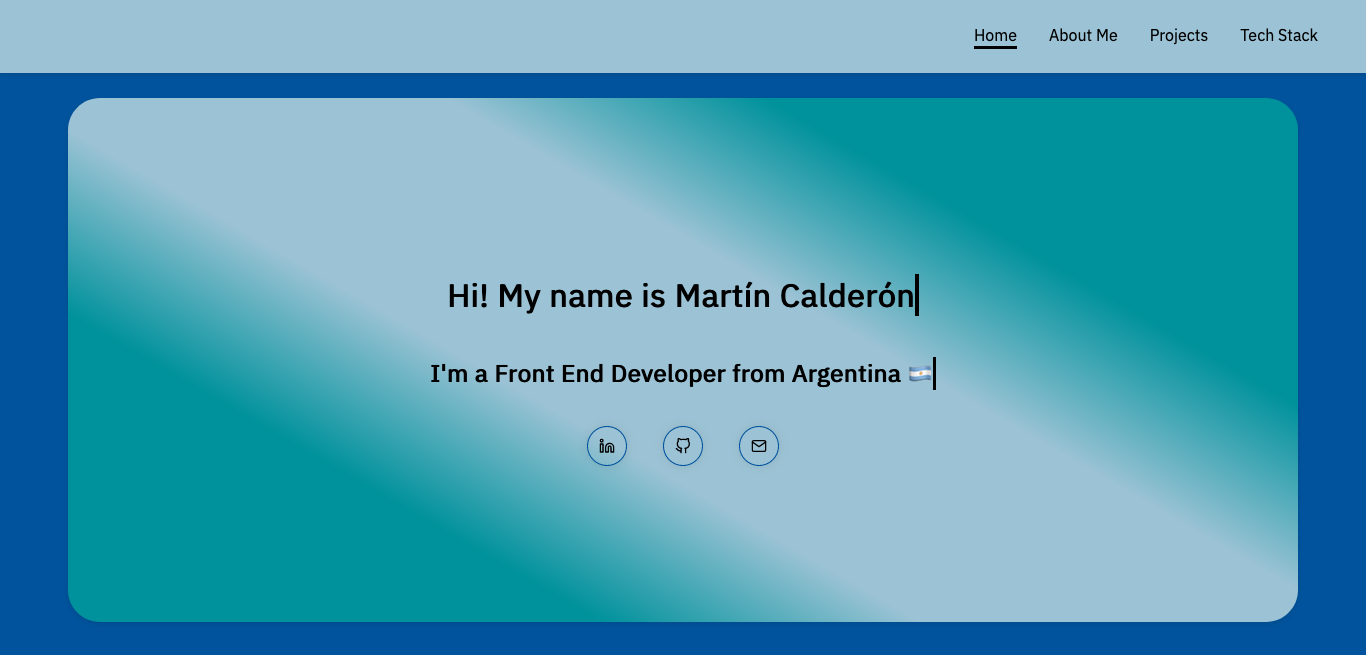 Home About Me Projects Tech Stack
Hi! My name is Martín Calderón
I'm a Front End Developer from Argentina 🇦🇷